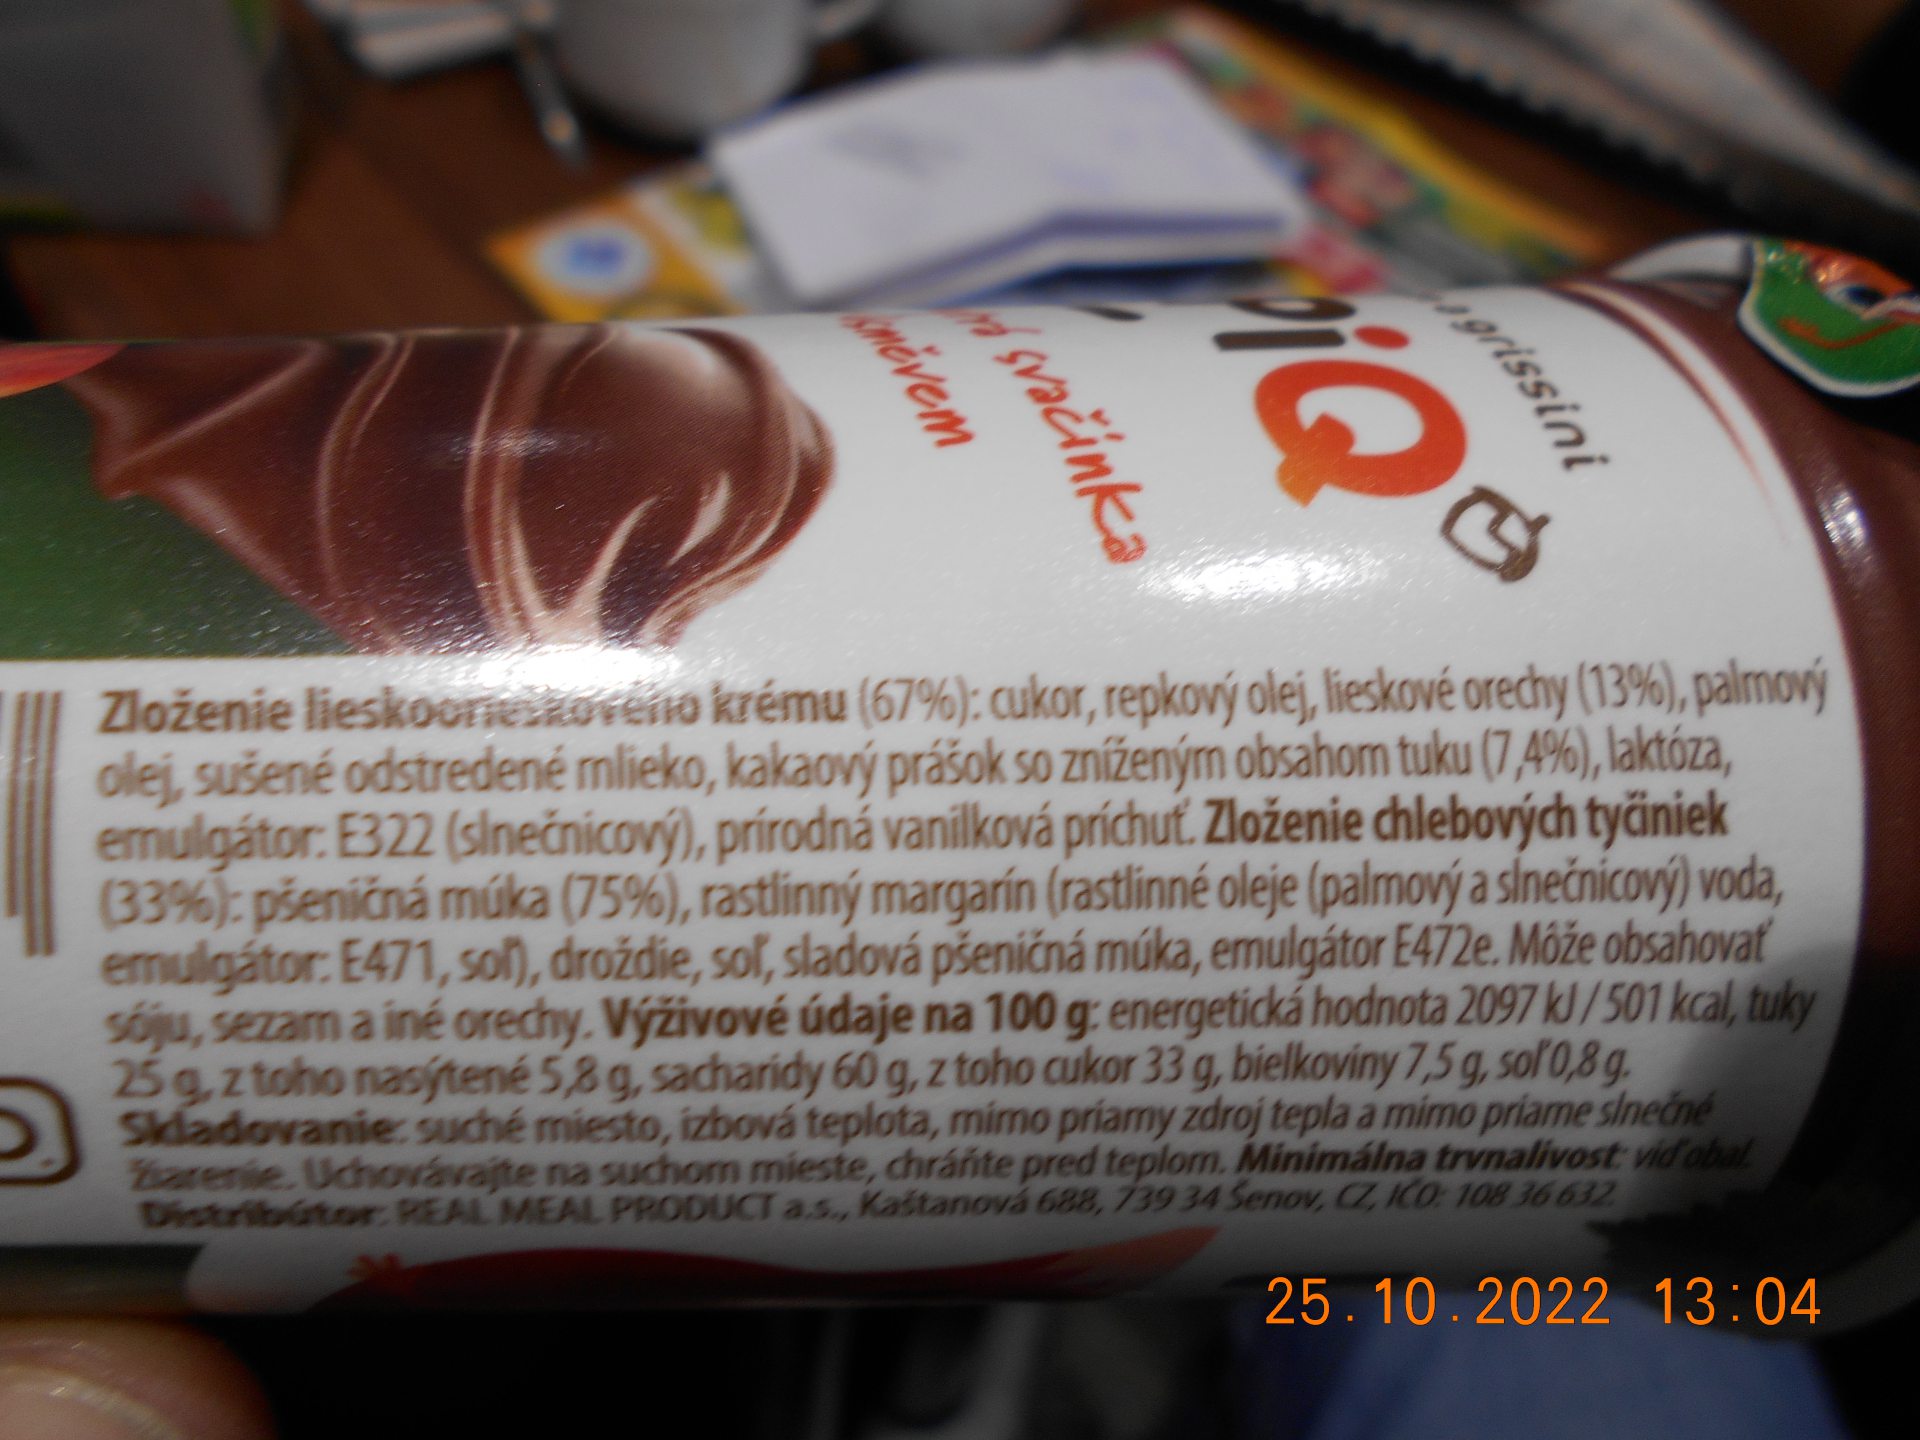 grissini
PiQ
svačinka
úsměvem
Zloženie lieskoorieškového krému (67%): cukor, repkový olej, lieskové orechy (13%), palmový
olej, sušené odstredené mlieko, kakaový prášok so zníženým obsahom tuku (7,4%), laktóza,
emulgátor: E322 (slnečnicový), prírodná vanilková príchuť. Zloženie chlebových tyčiniek
(33%): pšeničná múka (75%), rastlinný margarín (rastlinné oleje (palmový a slnečnicový) voda,
emulgátor: E471, soľ), droždie, soľ, sladová pšeničná múka, emulgátor E472e. Môže obsahovať
sóju, sezam a iné orechy. Výživové údaje na 100 g: energetická hodnota 2097 kJ / 501 kcal, tuky
25 g, z toho nasýtené 5,8 g, sacharidy 60 g, z toho cukor 33 g, bielkoviny 7,5 g, soľ 0,8 g.
Skladovanie: suché miesto, izbová teplota, mimo priamy zdroj tepla a mimo priame slnečné
žiarenie. Uchovávajte na suchom mieste, chráňte pred teplom. Minimálna trvnalivost: viď obal.
Distribútor: REAL MEAL PRODUCT a.s., Kaštanová 688, 739 34 Šenov, CZ, IČO: 108 36 632
25.10.2022 13:04